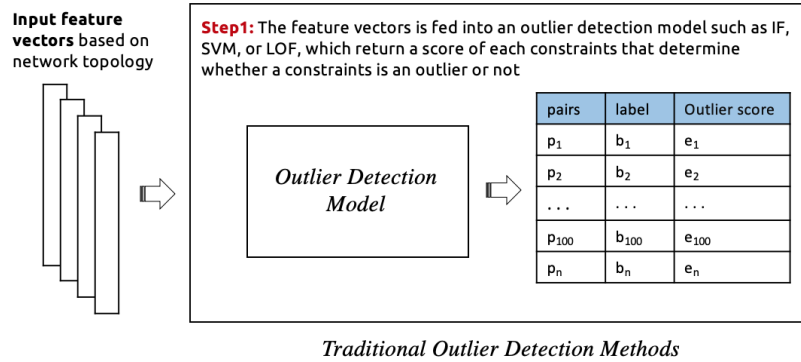 Input feature
vectors based on
network topology
Step1: The feature vectors is fed into an outlier detection model such as IF,
SVM, or LOF, which return a score of each constraints that determine
whether a constraints is an outlier or not
Outlier Detection
Model
pairs label Outlier score
p1 b1 e1
p2 b2 e2
... ... ...
p100 b100 e100
pn bn en
Traditional Outlier Detection Methods